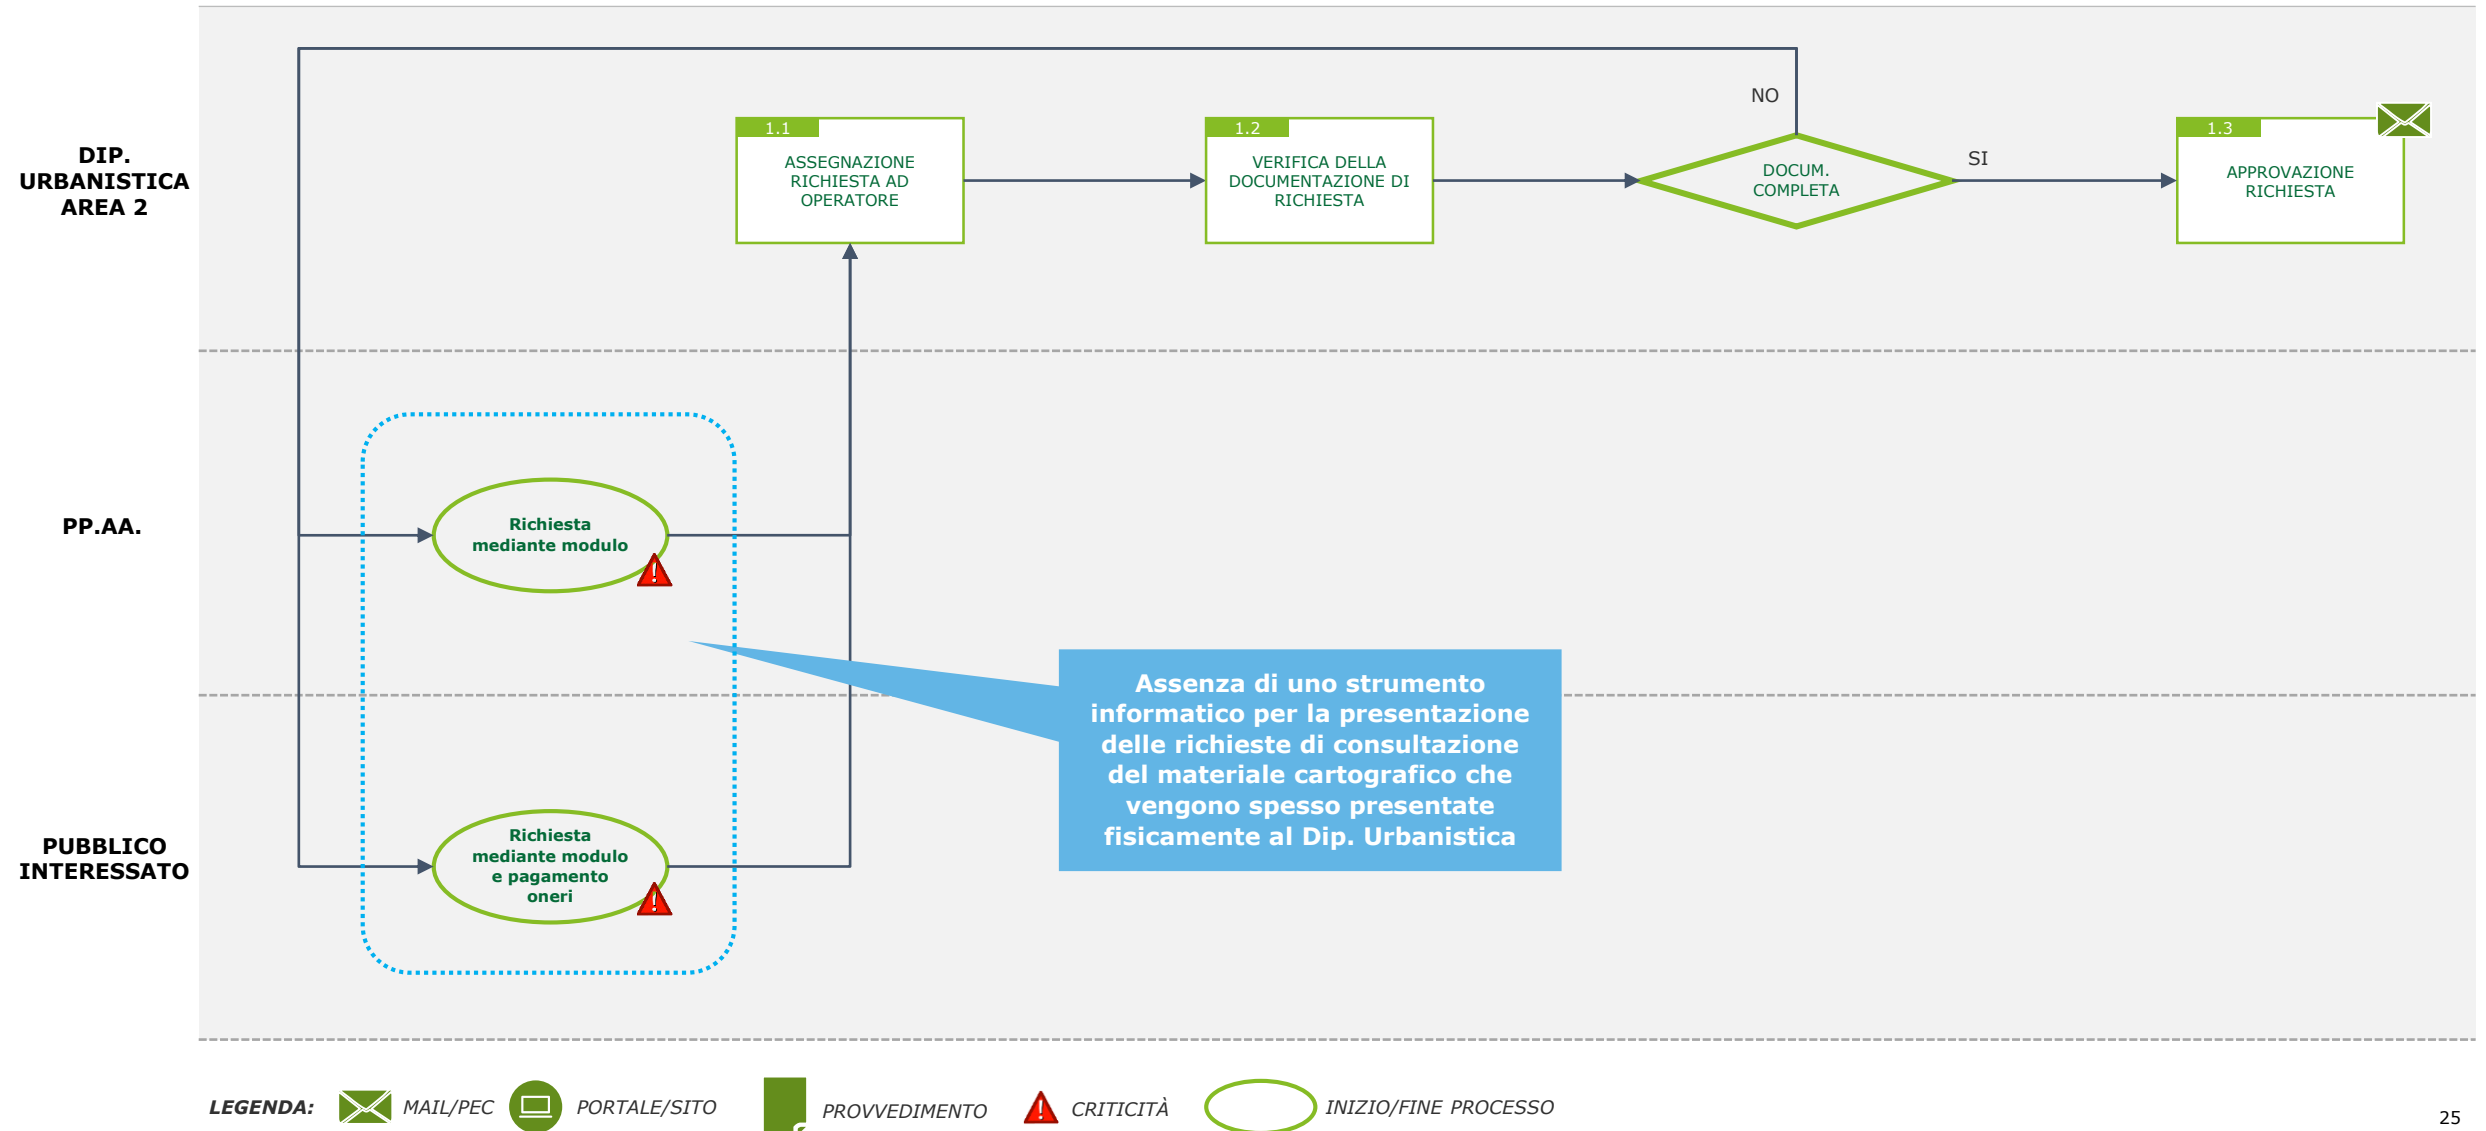 NO
1.1
1.2
1.3
DIP.
URBANISTICA
AREA 2
ASSEGNAZIONE
RICHIESTA AD
OPERATORE
VERIFICA DELLA
DOCUMENTAZIONE DI
RICHIESTA
DOCUM.
COMPLETA
SI
APPROVAZIONE
RICHIESTA
PP.AA.
Richiesta
mediante modulo
Assenza di uno strumento
informatico per la presentazione
delle richieste di consultazione
del materiale cartografico che
vengono spesso presentate
fisicamente al Dip. Urbanistica
PUBBLICO
INTERESSATO
Richiesta
mediante modulo
e pagamento
oneri
LEGENDA: MAIL/PEC PORTALE/SITO PROVVEDIMENTO CRITICITÀ INIZIO/FINE PROCESSO
25